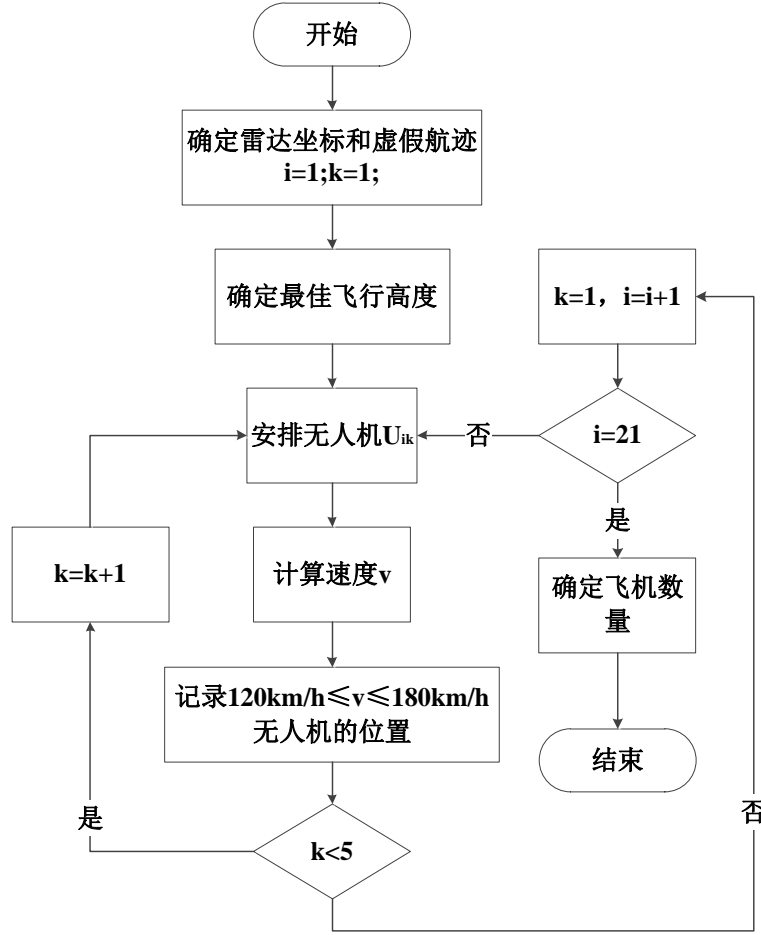 开始
确定雷达坐标和虚假航迹
i=1;k=1;
确定最佳飞行高度
k=1，i=i+1
安排无人机Uik
否
i=21
是
k=k+1
计算速度v
确定飞机数
量
记录120km/h≤v≤180km/h
无人机的位置
结束
是
k<5
否